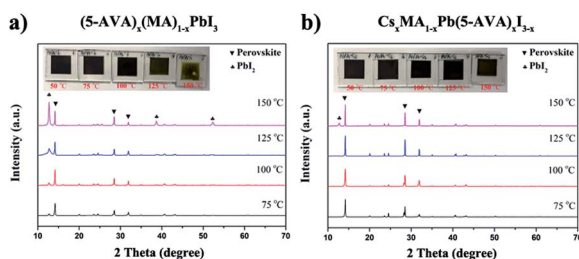 a)
(5-AVA)x(MA)1-xPbI3
Intensity (a.u.)
▼ Perovskite
▲ PbI2
50 °C 75 °C 100 °C 125 °C 150 °C
150 °C
125 °C
100 °C
75 °C
10 20 30 40 50 60 70
2 Theta (degree)
b)
CsxMA1-xPb(5-AVA)xI3-x
Intensity (a.u.)
▼ Perovskite
▲ PbI2
50 °C 75 °C 100 °C 125 °C 150 °C
150 °C
125 °C
100 °C
75 °C
10 20 30 40 50 60 70
2 Theta (degree)